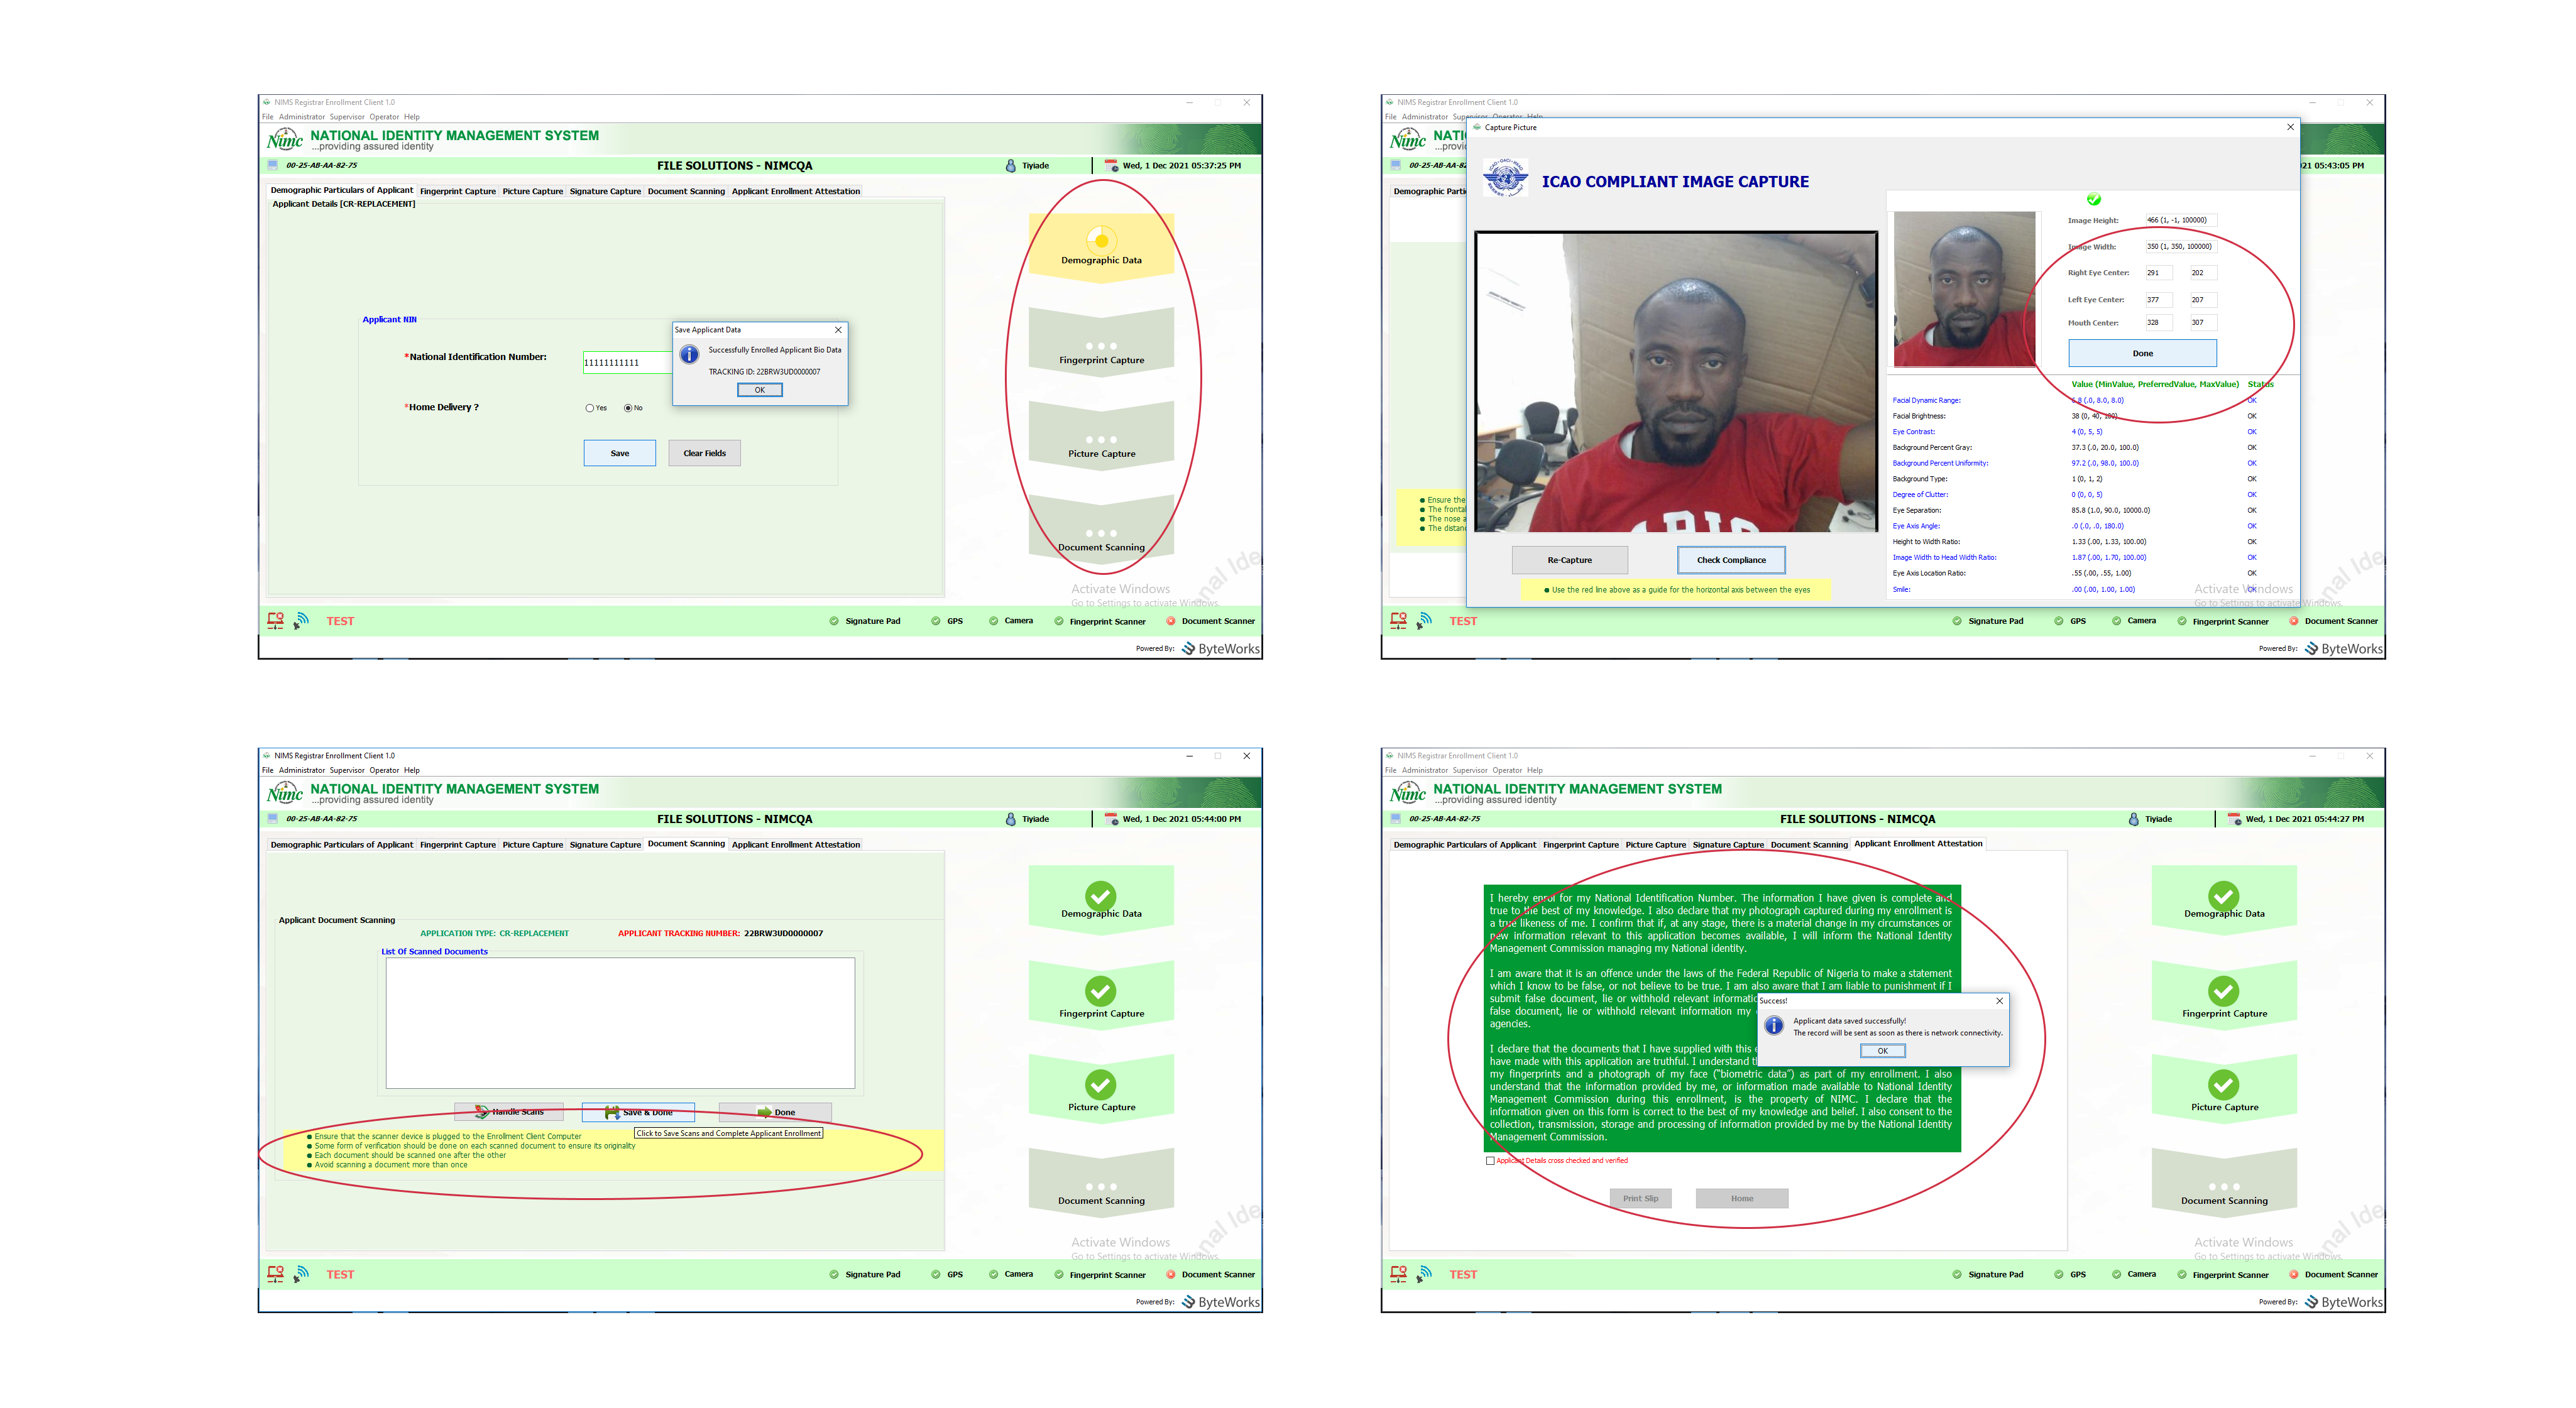 NIMS Registrar Enrollment Client 1.0
File Administrator Supervisor Operator Help
Nimc NATIONAL IDENTITY MANAGEMENT SYSTEM
...providing assured identity
00-25-AB-AA-82-75 FILE SOLUTIONS - NIMCQA Tiyiade Wed, 1 Dec 2021 05:37:25 PM
Demographic Particulars of Applicant Fingerprint Capture Picture Capture Signature Capture Document Scanning Applicant Enrollment Attestation
Applicant Details [CR-REPLACEMENT]
Applicant NIN
*National Identification Number: 11111111111
*Home Delivery ? Yes No
Save Clear Fields
Save Applicant Data
Successfully Enrolled Applicant Bio Data
TRACKING ID: 22BRW3UD0000007
OK
Demographic Data
Fingerprint Capture
Picture Capture
Document Scanning
Activate Windows
Go to Settings to activate Windows.
nal Ide
TEST Signature Pad GPS Camera Fingerprint Scanner Document Scanner
Powered By: ByteWorks
NIMS Registrar Enrollment Client 1.0
File Administrator Supervisor Operator Help
Nimc NATI
...provi
00-25-AB-AA-8 21 05:43:05 PM
Demographic Parti
Capture Picture
ICAO COMPLIANT IMAGE CAPTURE
Image Height: 466 (1, -1, 100000)
Image Width: 350 (1, 350, 100000)
Right Eye Center: 291 202
Left Eye Center: 377 207
Mouth Center: 328 307
Done
Value (MinValue, PreferredValue, MaxValue) Status
Facial Dynamic Range: 6.8 (.0, 8.0, 8.0) OK
Facial Brightness: 38 (0, 40, 100) OK
Eye Contrast: 4 (0, 5, 5) OK
Background Percent Gray: 37.3 (.0, 20.0, 100.0) OK
Background Percent Uniformity: 97.2 (.0, 98.0, 100.0) OK
Background Type: 1 (0, 1, 2) OK
Degree of Clutter: 0 (0, 0, 5) OK
Eye Separation: 85.8 (1.0, 90.0, 10000.0) OK
Eye Axis Angle: .0 (.0, .0, 180.0) OK
Height to Width Ratio: 1.33 (.00, 1.33, 100.00) OK
Image Width to Head Width Ratio: 1.87 (.00, 1.70, 100.00) OK
Eye Axis Location Ratio: .55 (.00, .55, 1.00) OK
Smile: .00 (.00, 1.00, 1.00) OK
Ensure the
The frontal
The nose a
The distanc
Re-Capture Check Compliance
Use the red line above as a guide for the horizontal axis between the eyes
Activate Windows
Go to Settings to activate Windows.
nal Ide
TEST Signature Pad GPS Camera Fingerprint Scanner Document Scanner
Powered By: ByteWorks
NIMS Registrar Enrollment Client 1.0
File Administrator Supervisor Operator Help
Nimc NATIONAL IDENTITY MANAGEMENT SYSTEM
...providing assured identity
00-25-AB-AA-82-75 FILE SOLUTIONS - NIMCQA Tiyiade Wed, 1 Dec 2021 05:44:00 PM
Demographic Particulars of Applicant Fingerprint Capture Picture Capture Signature Capture Document Scanning Applicant Enrollment Attestation
Applicant Document Scanning
APPLICATION TYPE: CR-REPLACEMENT APPLICANT TRACKING NUMBER: 22BRW3UD0000007
List Of Scanned Documents
Handle Scans Save & Done Done
Click to Save Scans and Complete Applicant Enrollment
Ensure that the scanner device is plugged to the Enrollment Client Computer
Some form of verification should be done on each scanned document to ensure its originality
Each document should be scanned one after the other
Avoid scanning a document more than once
Demographic Data
Fingerprint Capture
Picture Capture
Document Scanning
Activate Windows
Go to Settings to activate Windows.
nal Ide
TEST Signature Pad GPS Camera Fingerprint Scanner Document Scanner
Powered By: ByteWorks
NIMS Registrar Enrollment Client 1.0
File Administrator Supervisor Operator Help
Nimc NATIONAL IDENTITY MANAGEMENT SYSTEM
...providing assured identity
00-25-AB-AA-82-75 FILE SOLUTIONS - NIMCQA Tiyiade Wed, 1 Dec 2021 05:44:27 PM
Demographic Particulars of Applicant Fingerprint Capture Picture Capture Signature Capture Document Scanning Applicant Enrollment Attestation
I hereby enrol for my National Identification Number. The information I have given is complete and
true to the best of my knowledge. I also declare that my photograph captured during my enrollment is
a true likeness of me. I confirm that if, at any stage, there is a material change in my circumstances or
new information relevant to this application becomes available, I will inform the National Identity
Management Commission managing my National identity.
I am aware that it is an offence under the laws of the Federal Republic of Nigeria to make a statement
which I know to be false, or not believe to be true. I am also aware that I am liable to punishment if I
submit false document, lie or withhold relevant informatio
false document, lie or withhold relevant information my
agencies.
I declare that the documents that I have supplied with this
have made with this application are truthful. I understand
my fingerprints and a photograph of my face ("biometric data") as part of my enrollment. I also
understand that the information provided by me, or information made available to National Identity
Management Commission during this enrollment, is the property of NIMC. I declare that the
information given on this form is correct to the best of my knowledge and belief. I also consent to the
collection, transmission, storage and processing of information provided by me by the National Identity
Management Commission.
Success!
Applicant data saved successfully!
The record will be sent as soon as there is network connectivity.
OK
Applicant Details cross checked and verified
Print Slip Home
Demographic Data
Fingerprint Capture
Picture Capture
Document Scanning
Activate Windows
Go to Settings to activate Windows.
nal Ide
TEST Signature Pad GPS Camera Fingerprint Scanner Document Scanner
Powered By: ByteWorks